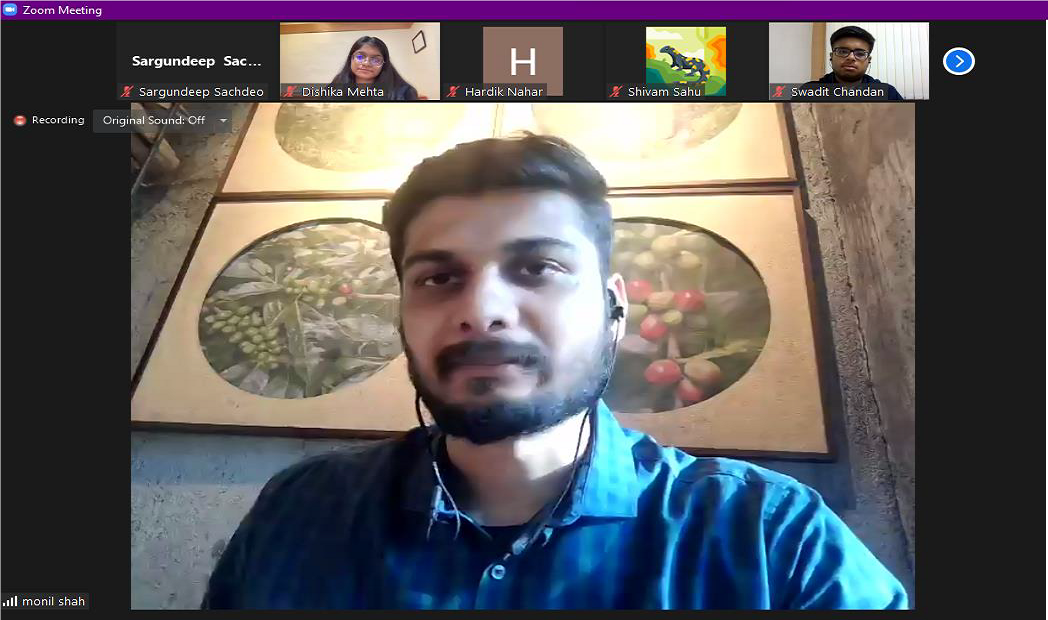 Zoom Meeting
Sargundeep Sac...
H
Sargundeep Sachdeo
Dishika Mehta
Hardik Nahar
Shivam Sahu
Swadit Chandan
Recording
Original Sound: Off
monil shah